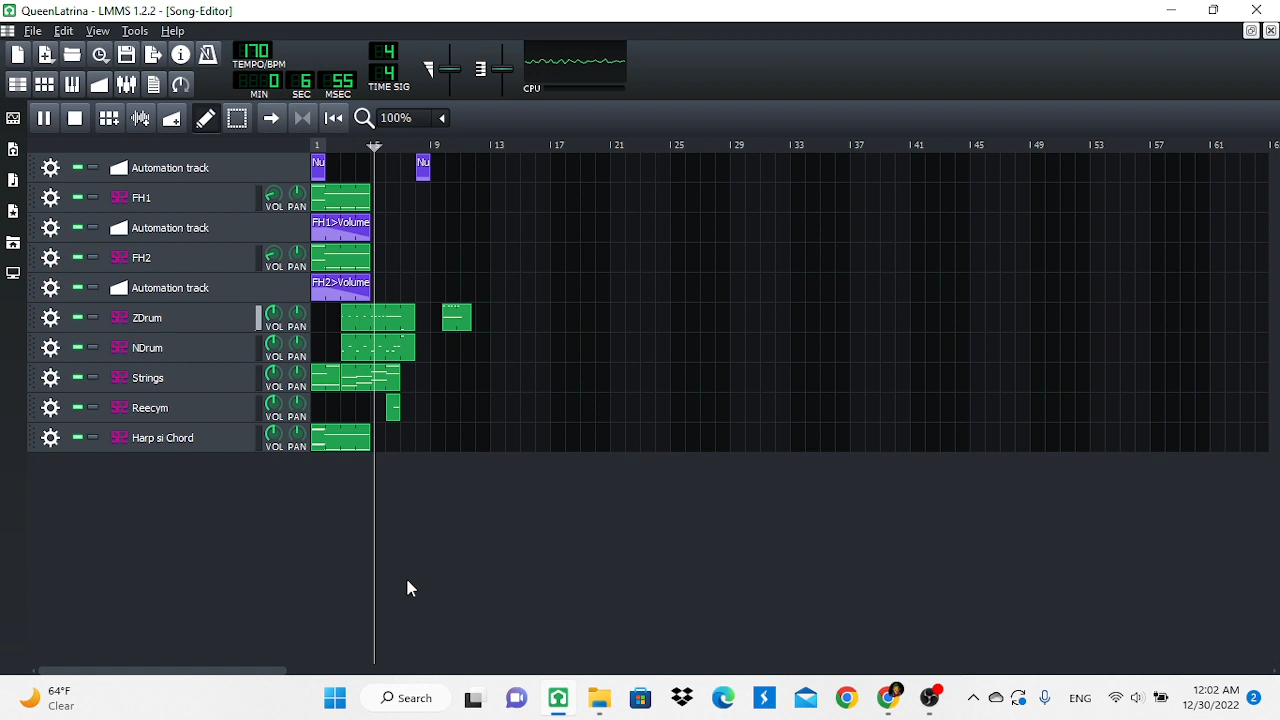 QueenLatrina - LMMS 1.2.2 - [Song-Editor]
File Edit View Tools Help
170
TEMPO/BPM
4
4
TIME SIG
0 6 55
MIN SEC MSEC
CPU
100%
1 9 13 17 21 25 29 33 37 41 45 49 53 57 61 6
Automation track Nu Nu
FH1 VOL PAN
Automation track FH1>Volume
FH2 VOL PAN
Automation track FH2>Volume
ZDrum VOL PAN
NDrum VOL PAN
Strings VOL PAN
Reecym VOL PAN
Harp si Chord VOL PAN
64°F
Clear
Search
ENG
12:02 AM
12/30/2022
2